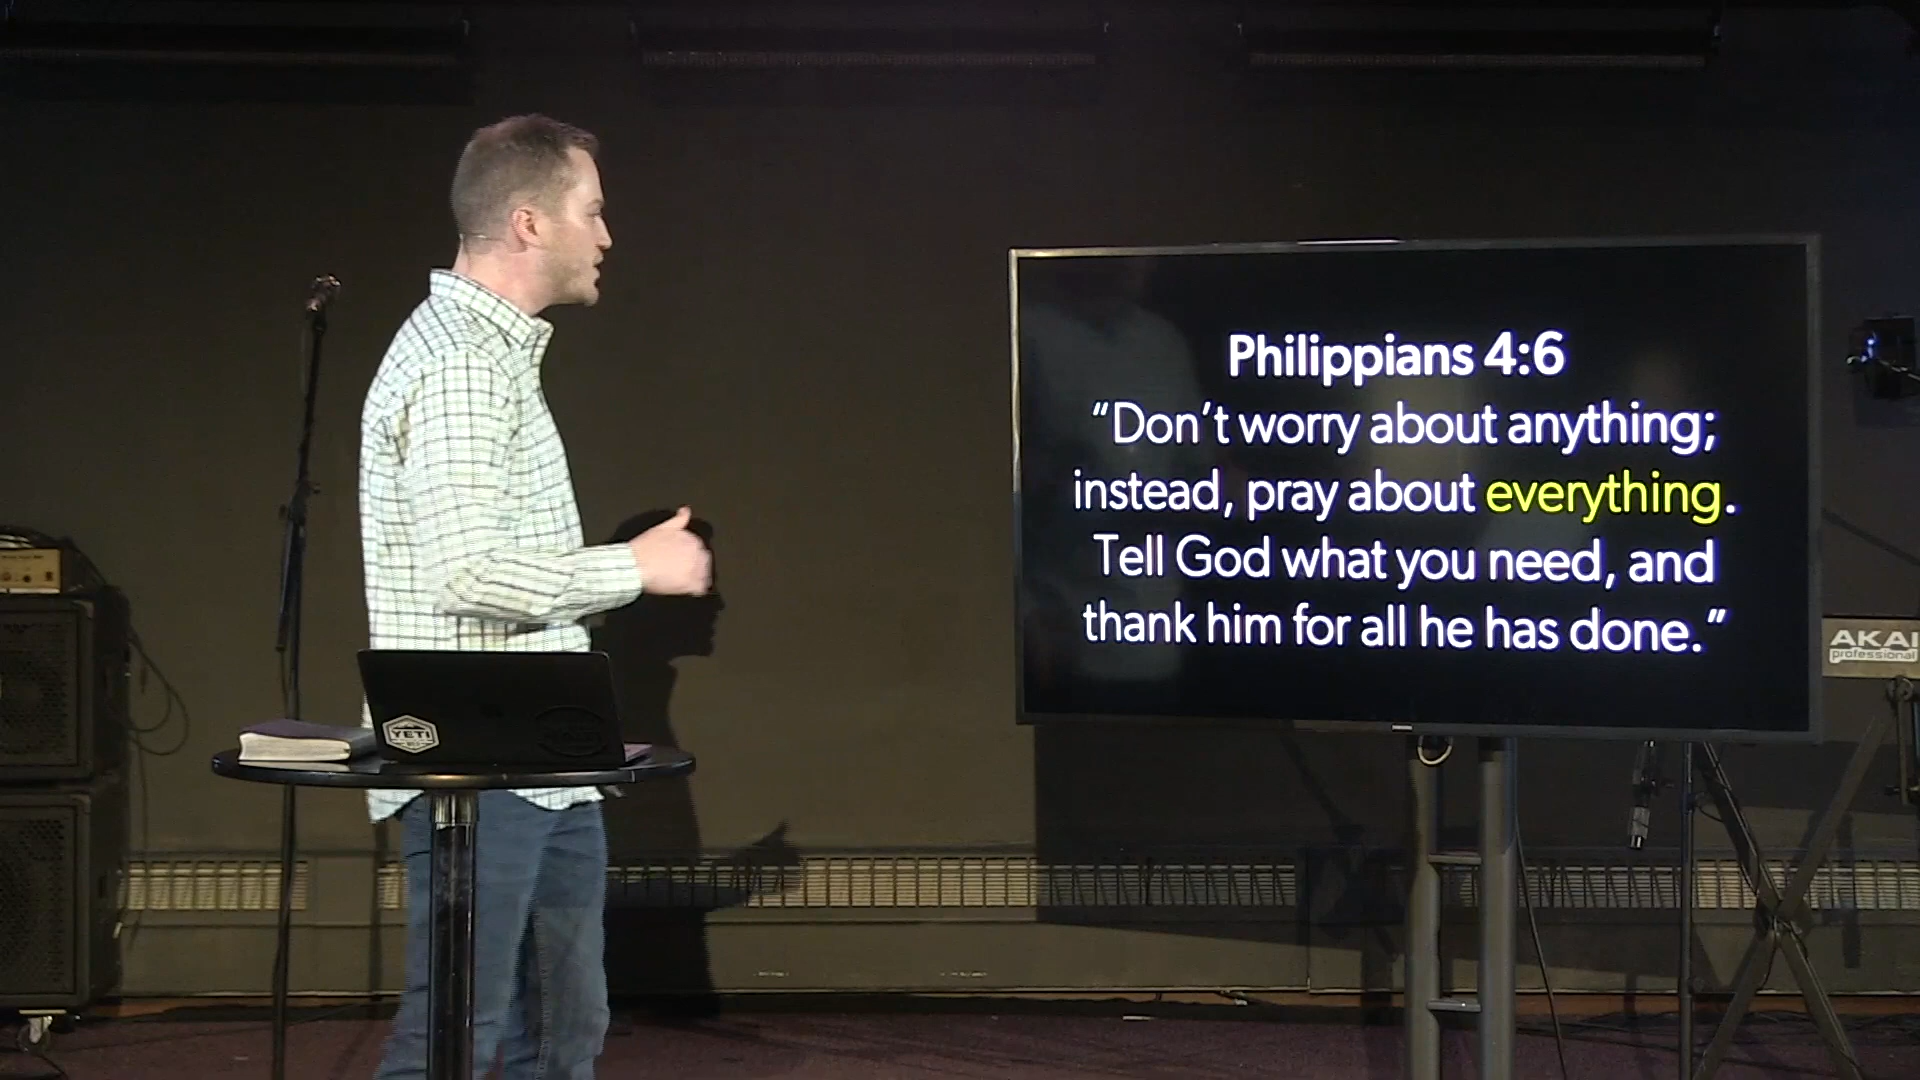 Philippians 4:6
“Don’t worry about anything;
instead, pray about everything.
Tell God what you need, and
thank him for all he has done.”
AKAI
professional
YETI